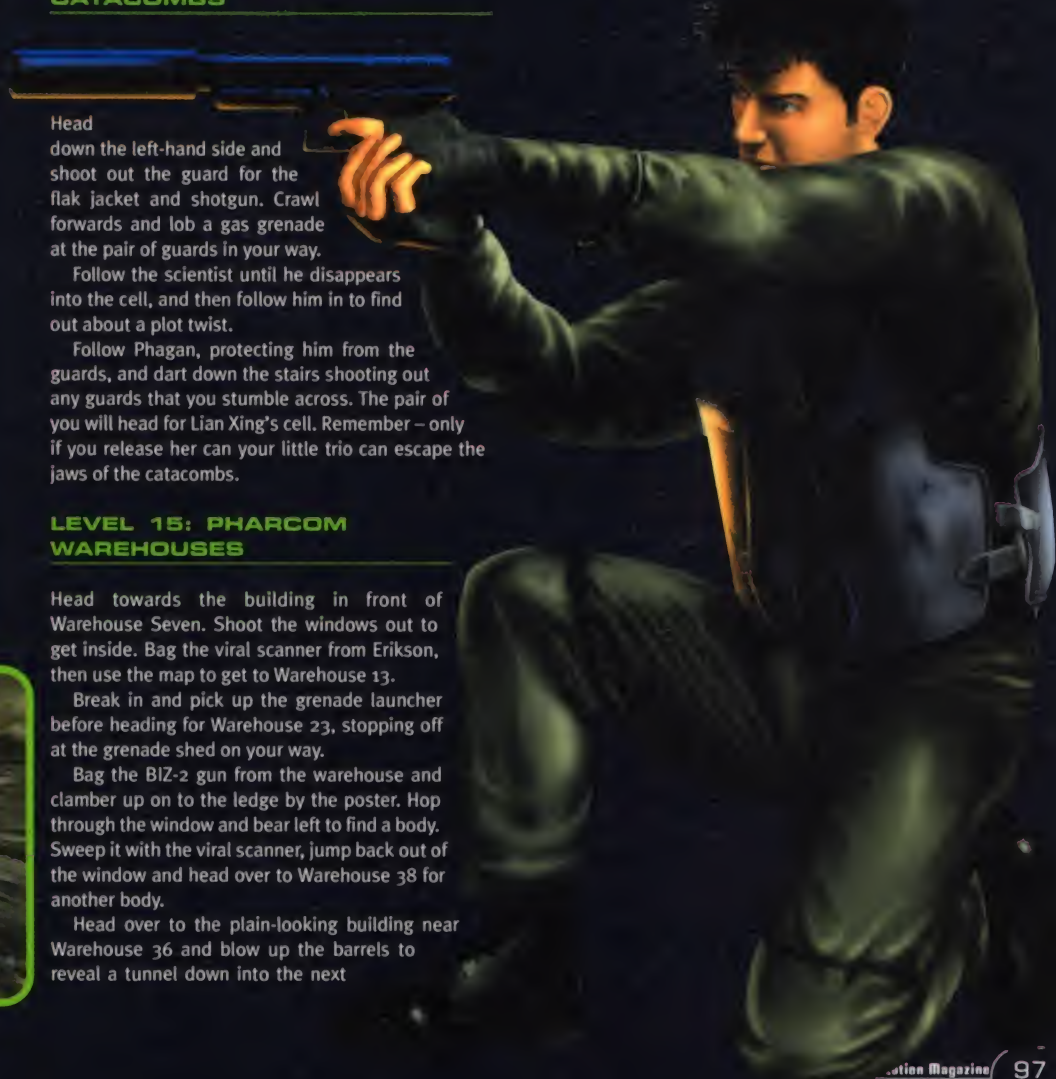 CATACOMBS
Head
down the left-hand side and
shoot out the guard for the
flak jacket and shotgun. Crawl
forwards and lob a gas grenade
at the pair of guards in your way.
Follow the scientist until he disappears
into the cell, and then follow him in to find
out about a plot twist.
Follow Phagan, protecting him from the
guards, and dart down the stairs shooting out
any guards that you stumble across. The pair of
you will head for Lian Xing's cell. Remember – only
if you release her can your little trio can escape the
jaws of the catacombs.
LEVEL 15: PHARCOM
WAREHOUSES
Head towards the building in front of
Warehouse Seven. Shoot the windows out to
get inside. Bag the viral scanner from Erikson,
then use the map to get to Warehouse 13.
Break in and pick up the grenade launcher
before heading for Warehouse 23, stopping off
at the grenade shed on your way.
Bag the BIZ-2 gun from the warehouse and
clamber up on to the ledge by the poster. Hop
through the window and bear left to find a body.
Sweep it with the viral scanner, jump back out of
the window and head over to Warehouse 38 for
another body.
Head over to the plain-looking building near
Warehouse 36 and blow up the barrels to
reveal a tunnel down into the next
Magazine 97